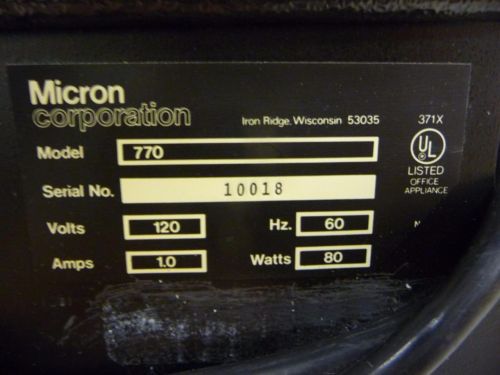 Micron
corporation
Iron Ridge, Wisconsin 53035
371X
UL
LISTED
OFFICE
APPLIANCE
Model 770
Serial No. 10018
Volts 120 Hz. 60
Amps 1.0 Watts 80